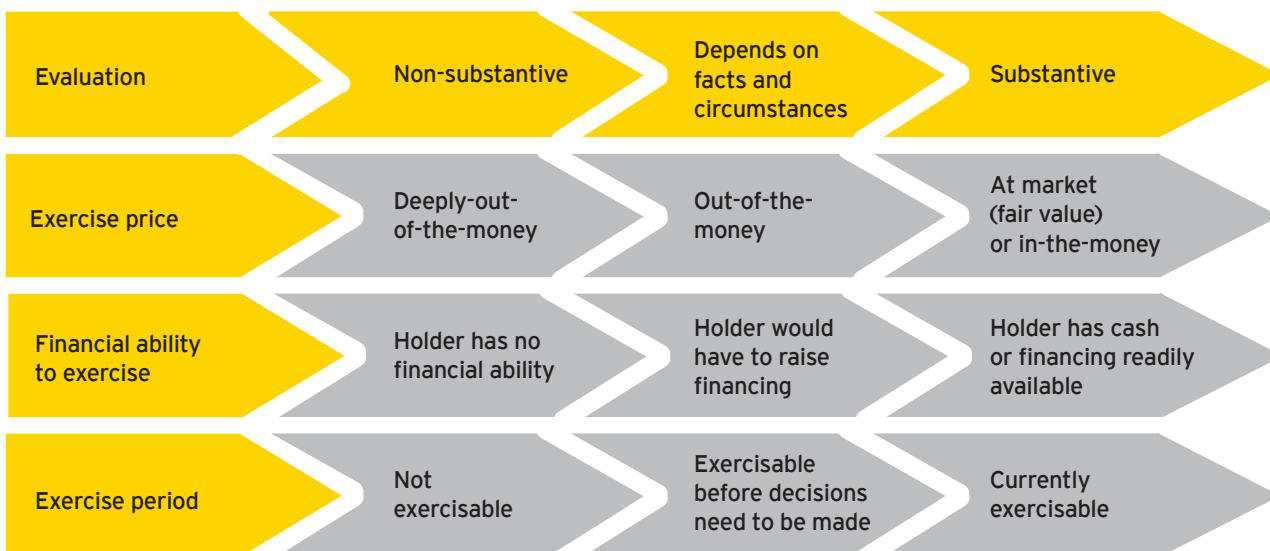 Evaluation
Non-substantive
Depends on
facts and
circumstances
Substantive
Exercise price
Deeply-out-
of-the-money
Out-of-the-
money
At market
(fair value)
or in-the-money
Financial ability
to exercise
Holder has no
financial ability
Holder would
have to raise
financing
Holder has cash
or financing readily
available
Exercise period
Not
exercisable
Exercisable
before decisions
need to be made
Currently
exercisable